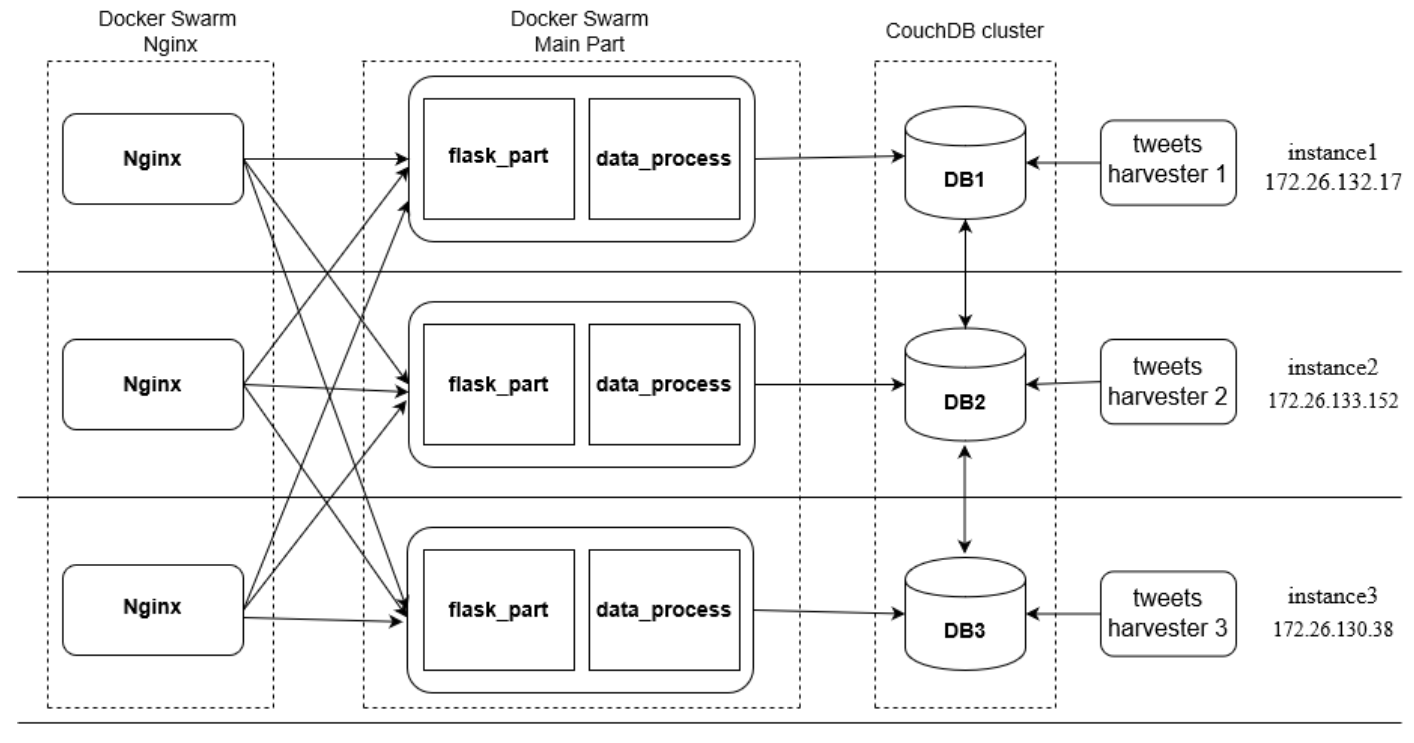 Docker Swarm
Nginx
Docker Swarm
Main Part
CouchDB cluster
Nginx
flask_part
data_process
DB1
tweets
harvester 1
instance1
172.26.132.17
Nginx
flask_part
data_process
DB2
tweets
harvester 2
instance2
172.26.133.152
Nginx
flask_part
data_process
DB3
tweets
harvester 3
instance3
172.26.130.38